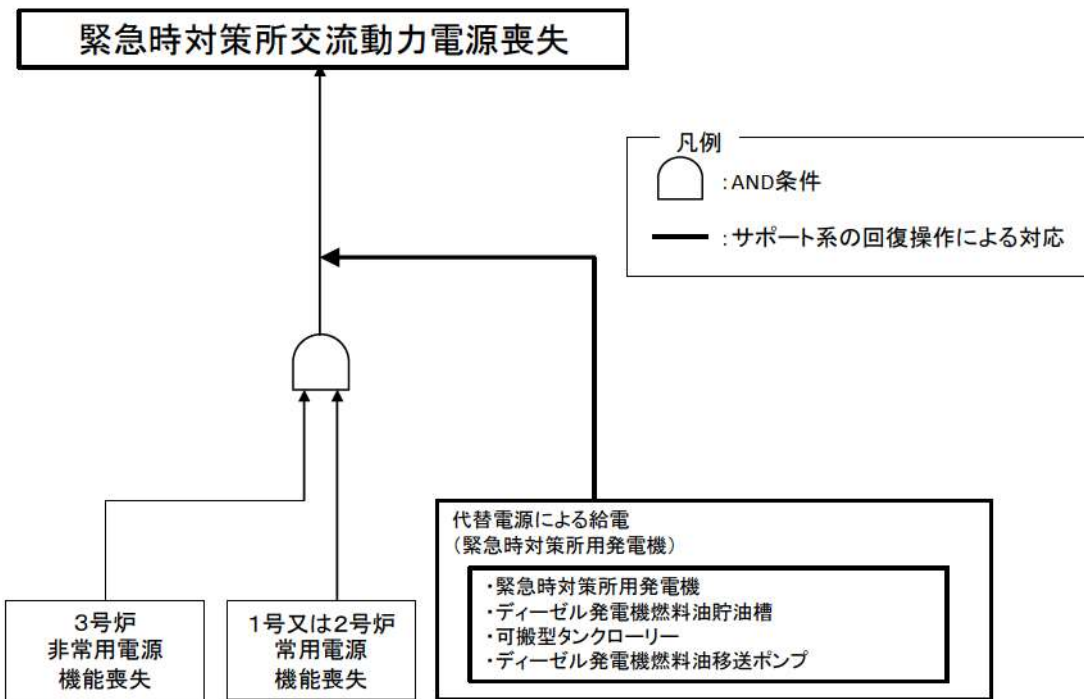 緊急時対策所交流動力電源喪失
凡例
:AND条件
:サポート系の回復操作による対応
3号炉
非常用電源
機能喪失
1号又は2号炉
常用電源
機能喪失
代替電源による給電
(緊急時対策所用発電機)
・緊急時対策所用発電機
・ディーゼル発電機燃料油貯油槽
・可搬型タンクローリー
・ディーゼル発電機燃料油移送ポンプ